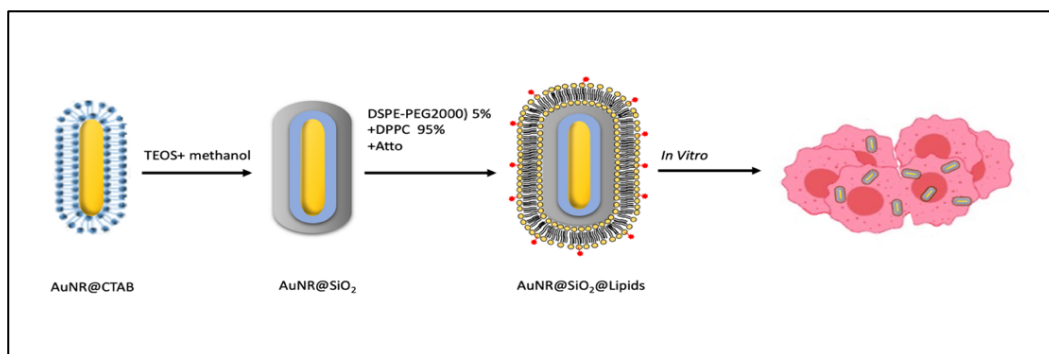 TEOS+ methanol
DSPE-PEG2000) 5%
+DPPC 95%
+Atto
In Vitro
AuNR@CTAB
AuNR@SiO₂
AuNR@SiO₂@Lipids